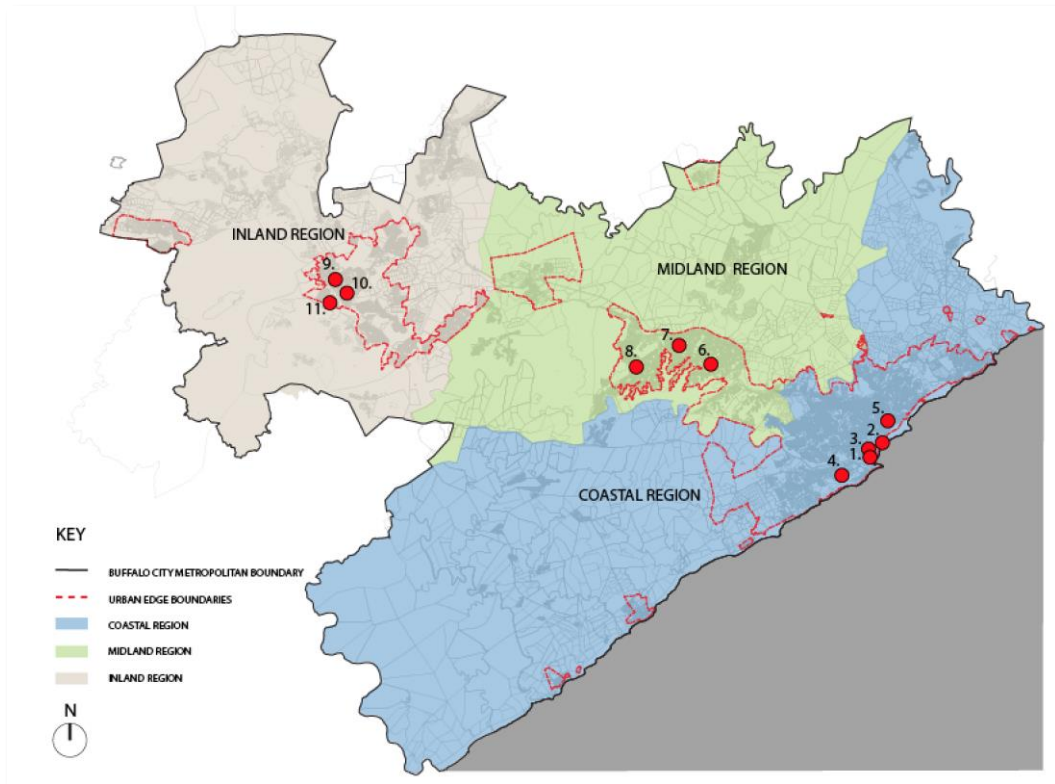 INLAND REGION
MIDLAND REGION
9.
10.
11.
7.
8.
6.
5.
2.
3.
1.
4.
COASTAL REGION
KEY
BUFFALO CITY METROPOLITAN BOUNDARY
URBAN EDGE BOUNDARIES
COASTAL REGION
MIDLAND REGION
INLAND REGION
N